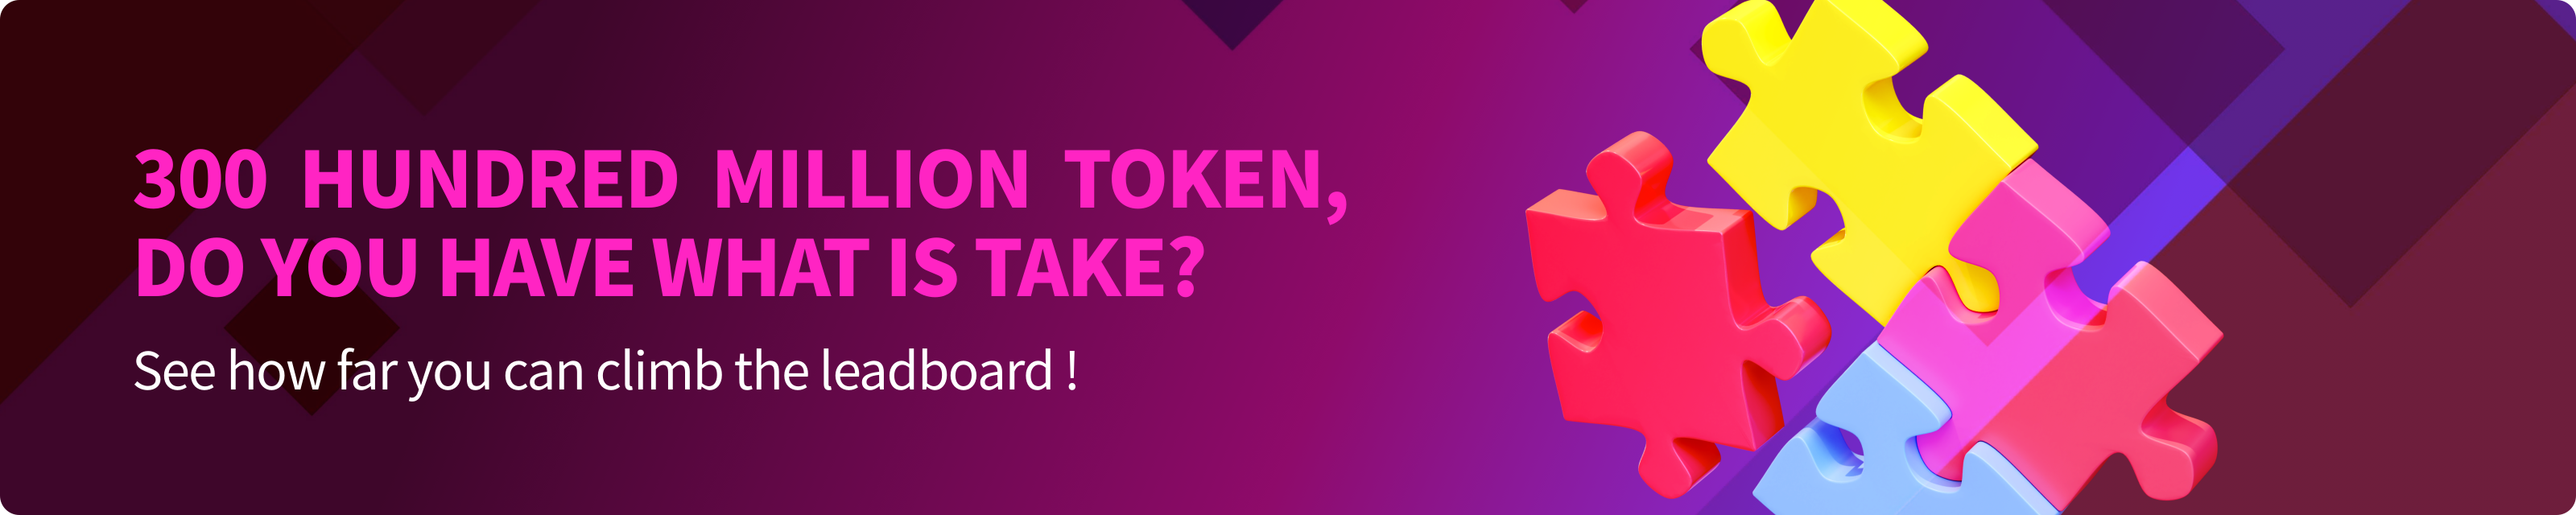 300 HUNDRED MILLION TOKEN,
DO YOU HAVE WHAT IS TAKE?
See how far you can climb the leadboard !